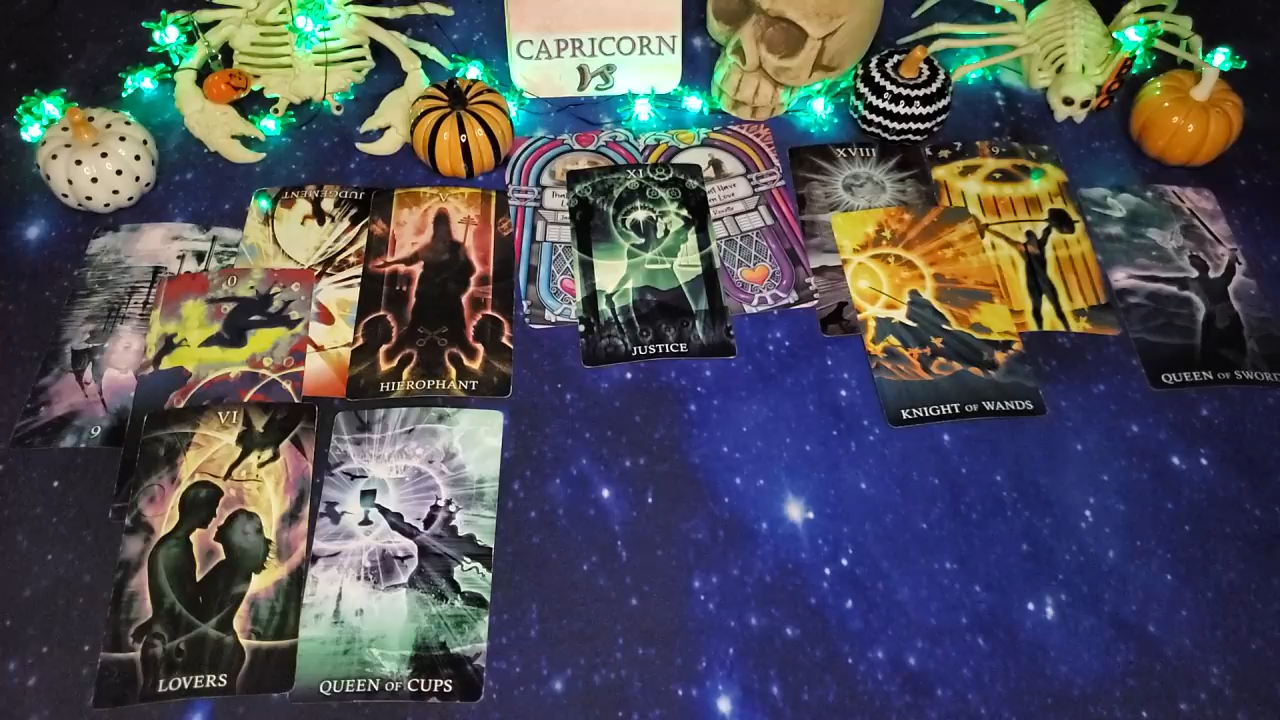 CAPRICORN
JUDGEMENT
0
V
HIEROPHANT
XI
JUSTICE
XVIII
9
KNIGHT OF WANDS
QUEEN OF SWORD
9
VI
LOVERS
QUEEN OF CUPS